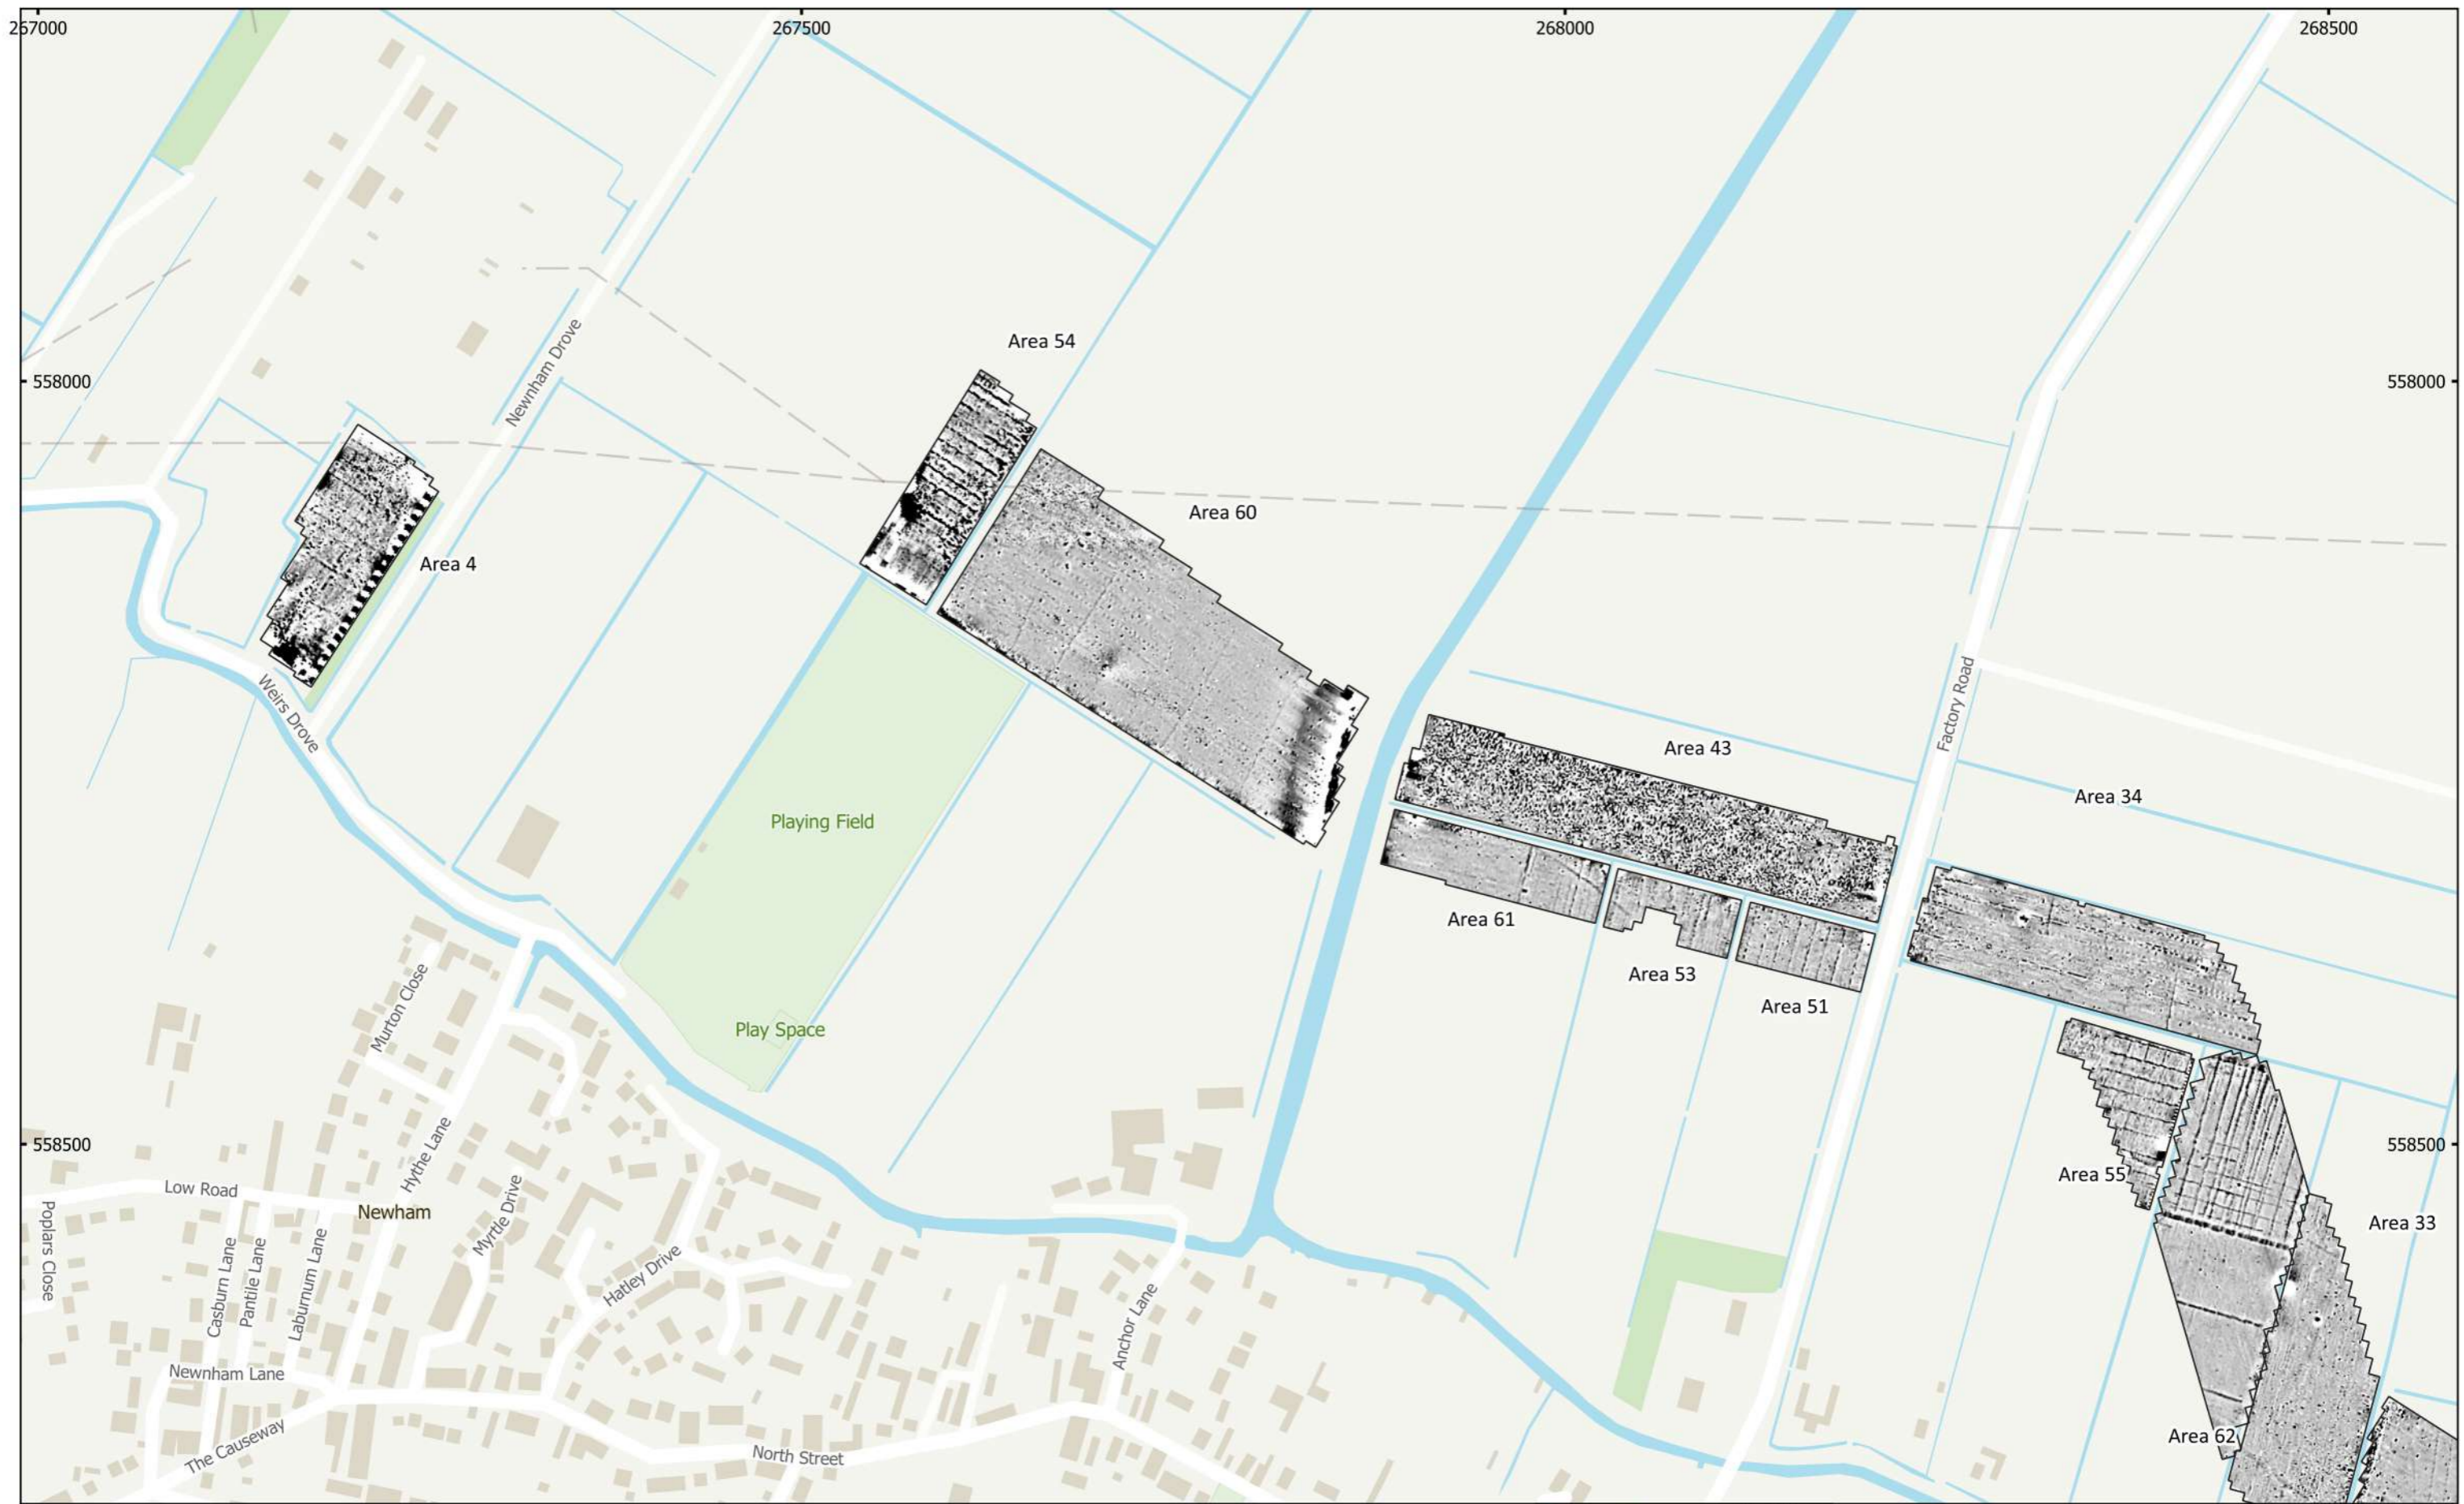 267000
267500
268000
268500
558000
558000
Newnham Drove
Area 54
Area 60
Area 4
Weirs Drove
Factory Road
Area 43
Area 34
Playing Field
Area 61
Area 53
Area 51
Play Space
Murton Close
558500
558500
Hythe Lane
Area 55
Low Road
Newham
Myrtle Drive
Area 33
Poplars Close
Casburn Lane
Pantile Lane
Laburnum Lane
Hatley Drive
Anchor Lane
Newnham Lane
The Causeway
North Street
Area 62